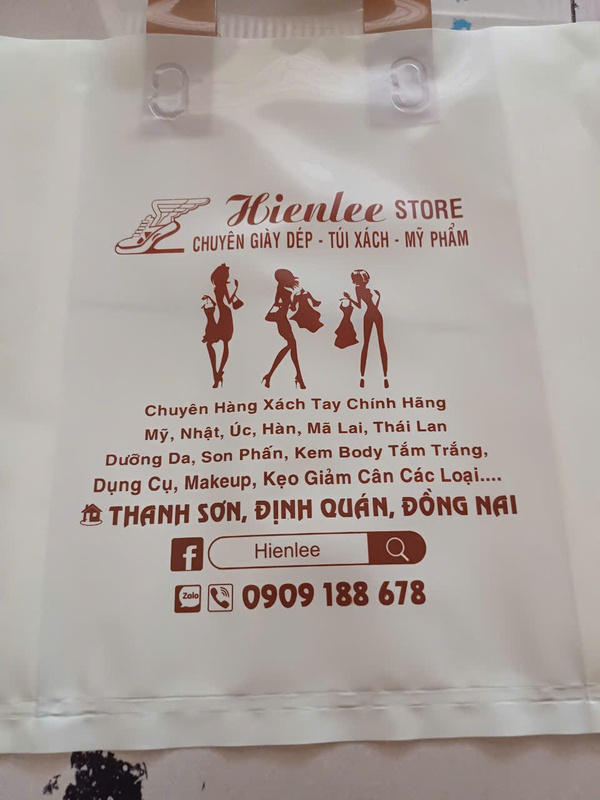 Hienlee STORE
CHUYÊN GIÀY DÉP - TÚI XÁCH - MỸ PHẨM
Chuyên Hàng Xách Tay Chính Hãng
Mỹ, Nhật, Úc, Hàn, Mã Lai, Thái Lan
Dưỡng Da, Son Phấn, Kem Body Tắm Trắng,
Dụng Cụ, Makeup, Kẹo Giảm Cân Các Loại....
THANH SƠN, ĐỊNH QUÁN, ĐỒNG NAI
f Hienlee
Zalo 0909 188 678